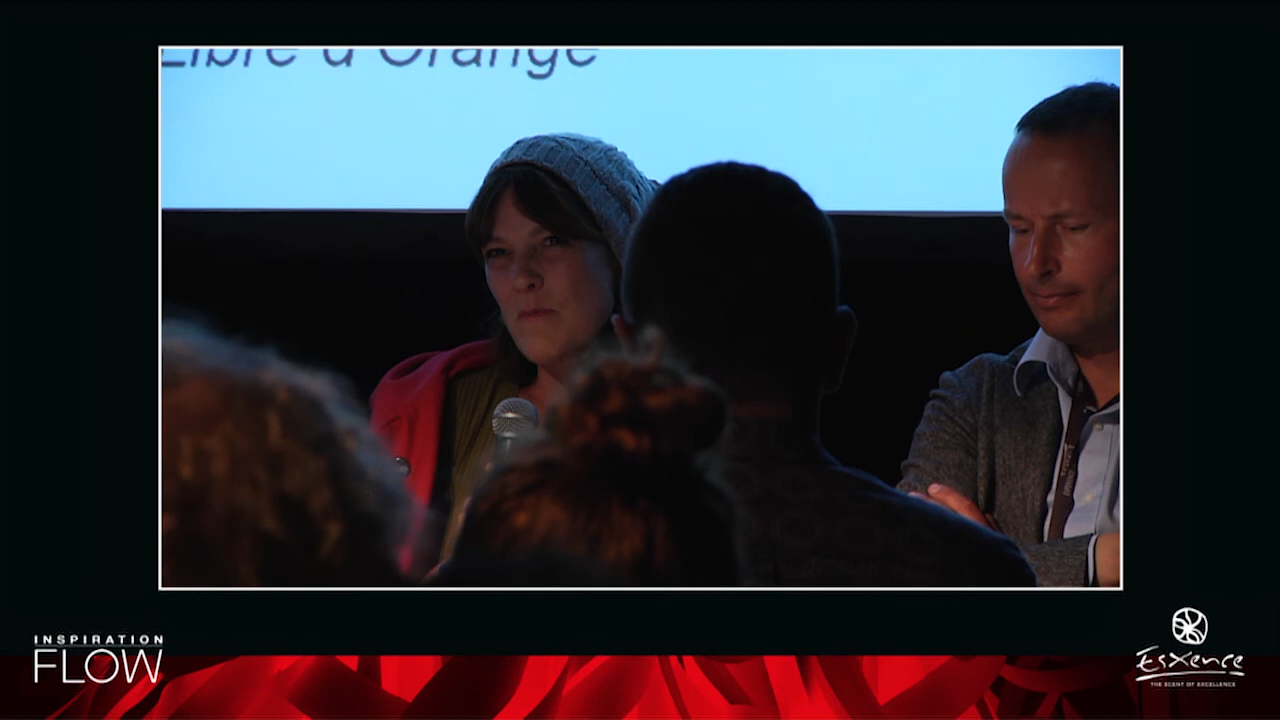 Libre d'Orange
INSPIRATION
FLOW
EsXence
THE SCENT OF EXCELLENCE